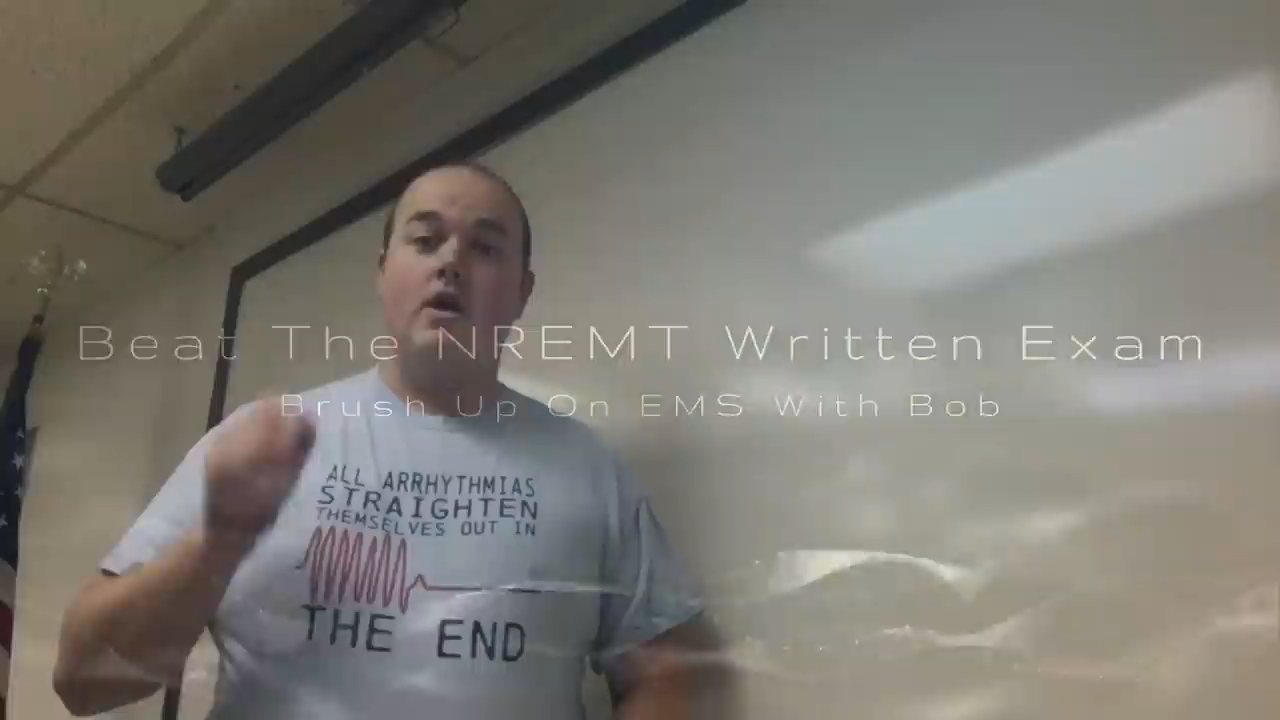 Beat The NREMT Written Exam
Brush Up On EMS With Bob
ALL ARRHYTHMIAS
STRAIGHTEN
THEMSELVES OUT IN
THE END